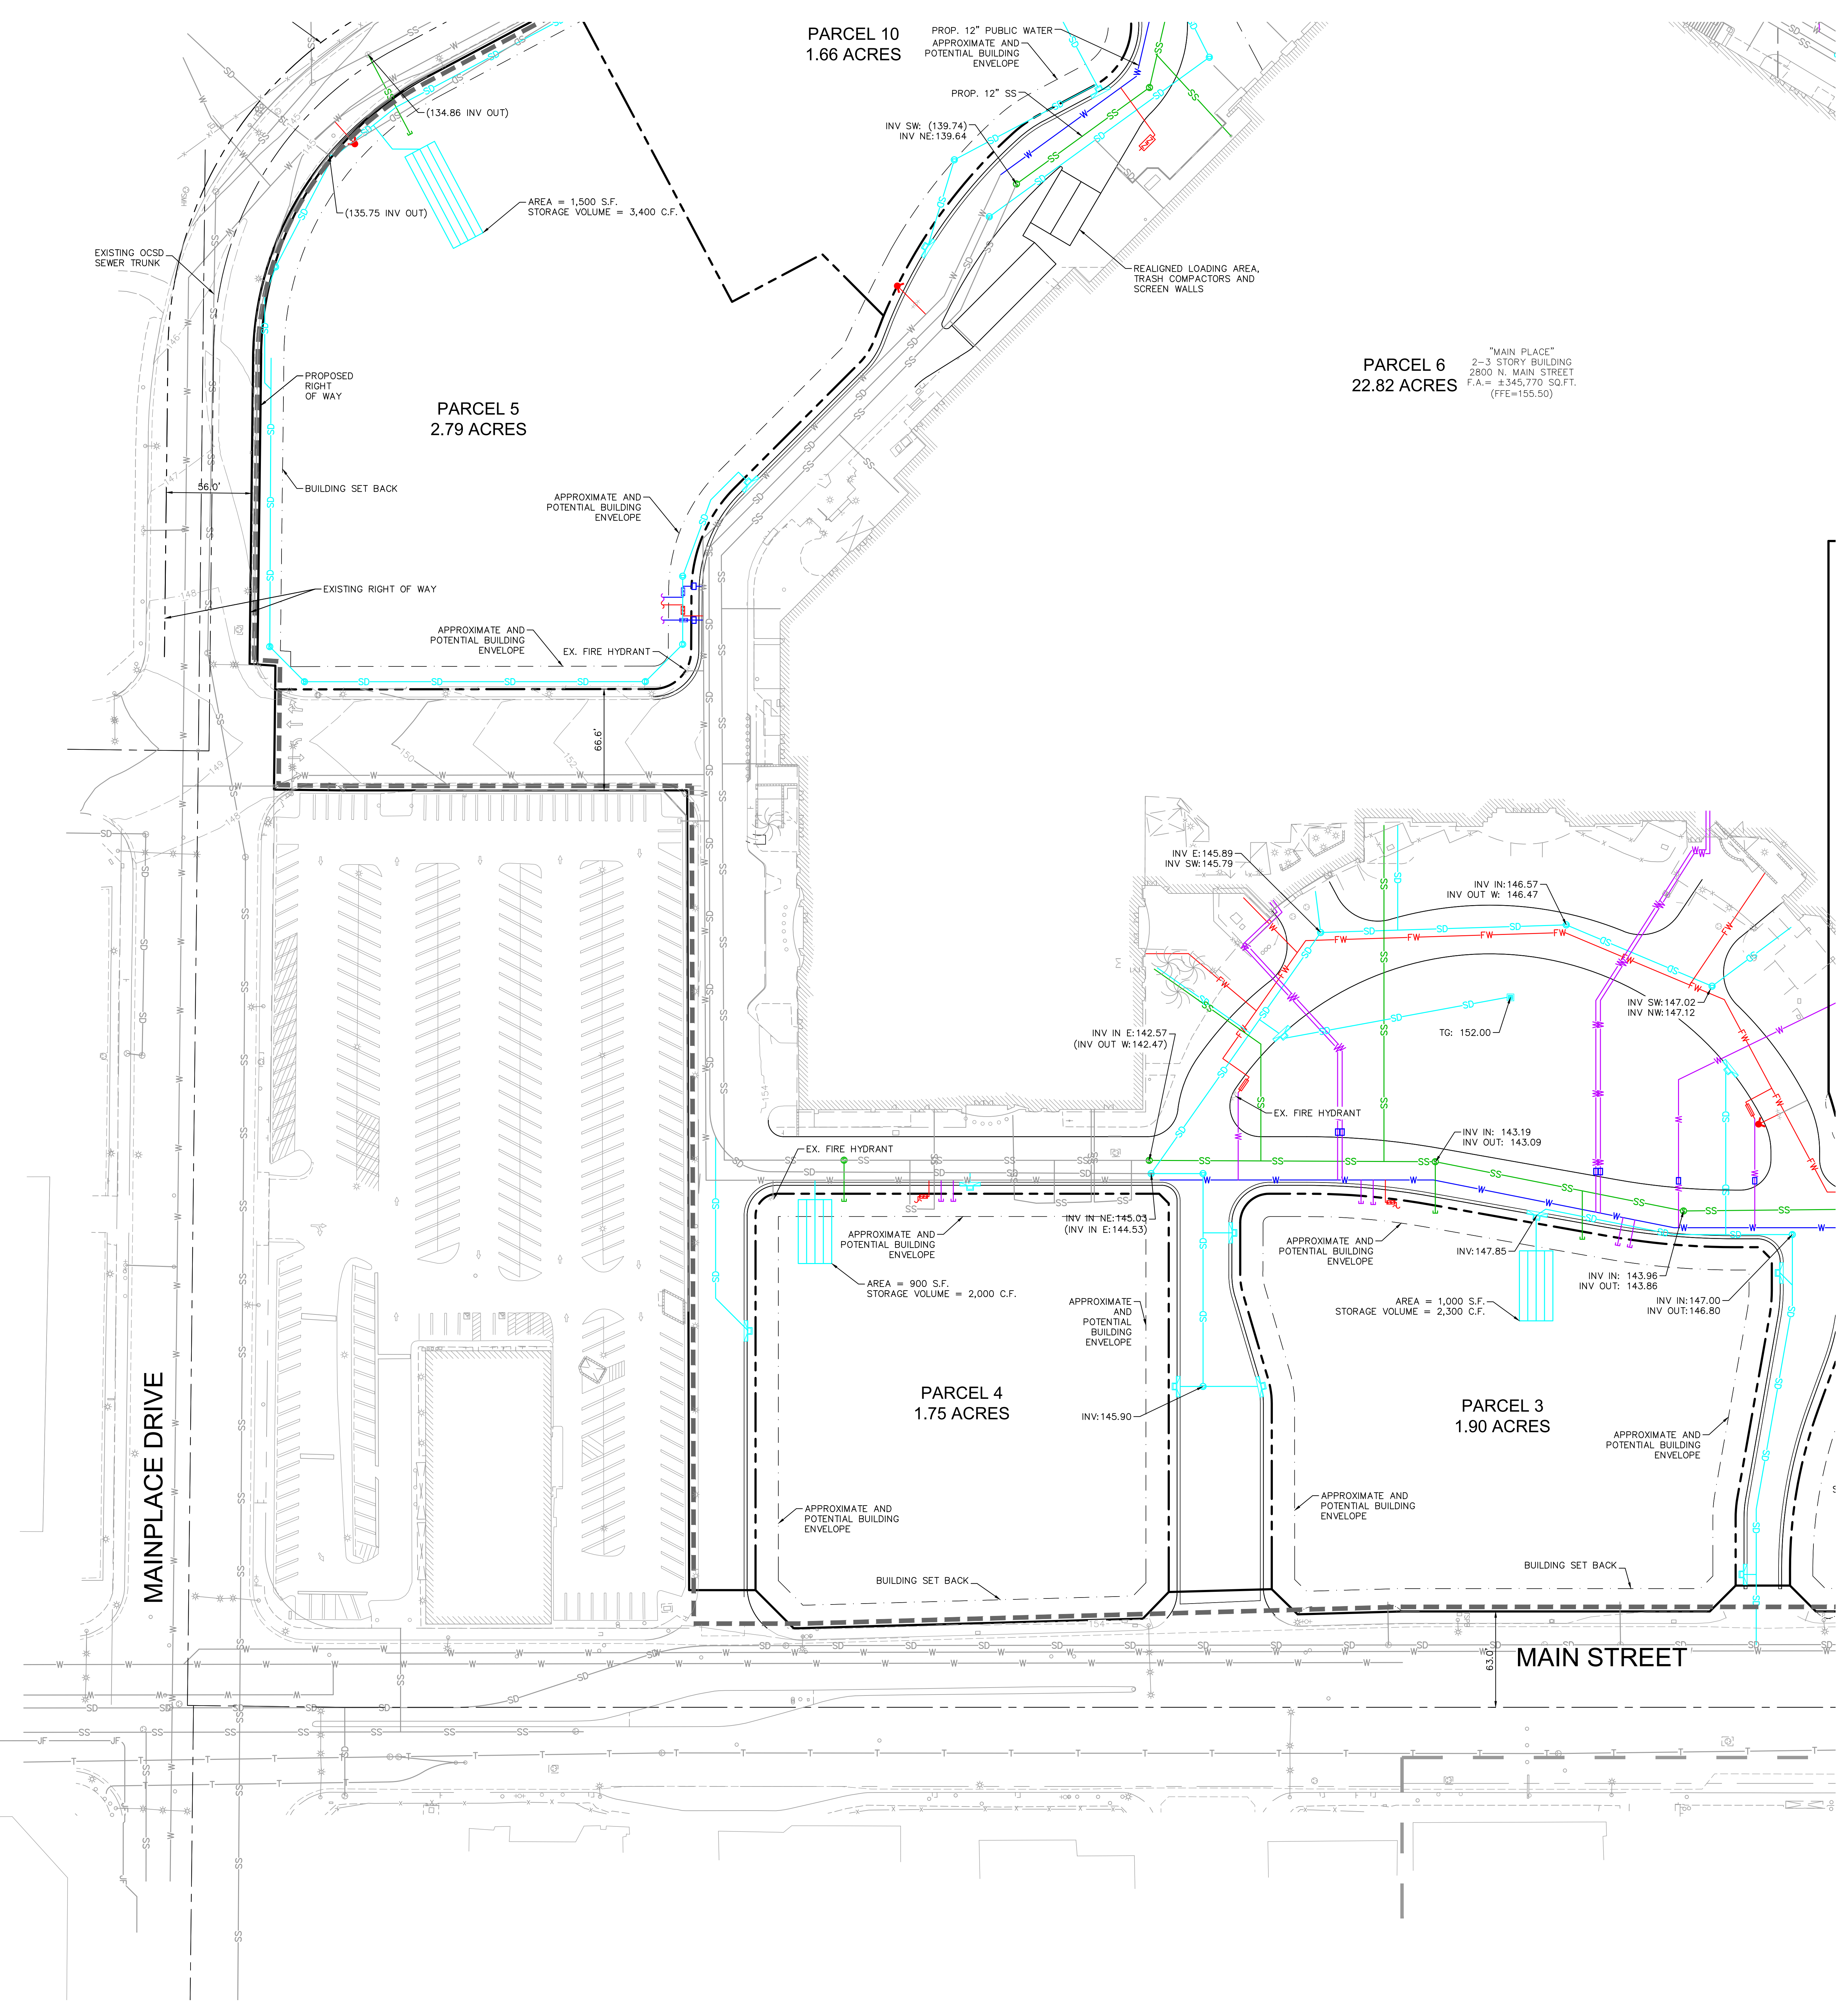 PARCEL 10
1.66 ACRES
PROP. 12" PUBLIC WATER
APPROXIMATE AND
POTENTIAL BUILDING
ENVELOPE
PROP. 12" SS
INV SW: (139.74)
INV NE:139.64
(134.86 INV OUT)
(135.75 INV OUT)
AREA = 1,500 S.F.
STORAGE VOLUME = 3,400 C.F.
EXISTING OCSD
SEWER TRUNK
REALIGNED LOADING AREA,
TRASH COMPACTORS AND
SCREEN WALLS
PARCEL 6
22.82 ACRES
"MAIN PLACE"
2-3 STORY BUILDING
2800 N. MAIN STREET
F.A.= ±345,770 SQ.FT.
(FFE=155.50)
PROPOSED
RIGHT
OF WAY
PARCEL 5
2.79 ACRES
56.0'
BUILDING SET BACK
APPROXIMATE AND
POTENTIAL BUILDING
ENVELOPE
EXISTING RIGHT OF WAY
APPROXIMATE AND
POTENTIAL BUILDING
ENVELOPE
EX. FIRE HYDRANT
66.6'
145
145
146
147
148
149
150
152
148
154
INV E:145.89
INV SW:145.79
INV IN:146.57
INV OUT W: 146.47
INV SW:147.02
INV NW:147.12
TG: 152.00
INV IN E:142.57
(INV OUT W:142.47)
EX. FIRE HYDRANT
INV IN: 143.19
INV OUT: 143.09
EX. FIRE HYDRANT
INV IN NE:145.03
(INV IN E:144.53)
APPROXIMATE AND
POTENTIAL BUILDING
ENVELOPE
APPROXIMATE AND
POTENTIAL BUILDING
ENVELOPE
INV:147.85
INV IN: 143.96
INV OUT: 143.86
INV IN:147.00
INV OUT:146.80
AREA = 900 S.F.
STORAGE VOLUME = 2,000 C.F.
APPROXIMATE
AND
POTENTIAL
BUILDING
ENVELOPE
AREA = 1,000 S.F.
STORAGE VOLUME = 2,300 C.F.
PARCEL 4
1.75 ACRES
INV:145.90
PARCEL 3
1.90 ACRES
APPROXIMATE AND
POTENTIAL BUILDING
ENVELOPE
APPROXIMATE AND
POTENTIAL BUILDING
ENVELOPE
APPROXIMATE AND
POTENTIAL BUILDING
ENVELOPE
BUILDING SET BACK
BUILDING SET BACK
MAINPLACE DRIVE
154
63.0'
MAIN STREET